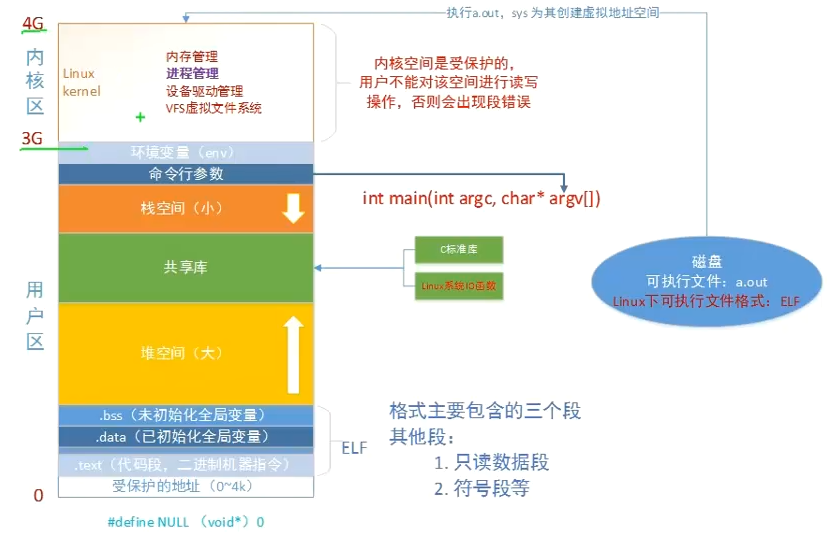 执行a.out，sys 为其创建虚拟地址空间
4G
内核区
Linux kernel
内存管理
进程管理
设备驱动管理
VFS虚拟文件系统
内核空间是受保护的，
用户不能对该空间进行读写
操作，否则会出现段错误
3G
环境变量（env）
命令行参数
int main(int argc, char* argv[])
栈空间（小）
共享库
C标准库
Linux系统IO函数
磁盘
可执行文件：a.out
Linux下可执行文件格式：ELF
用户区
堆空间（大）
.bss（未初始化全局变量）
.data（已初始化全局变量）
.text（代码段，二进制机器指令）
受保护的地址（0~4k）
ELF
格式主要包含的三个段
其他段：
1. 只读数据段
2. 符号段等
0
#define NULL （void*）0